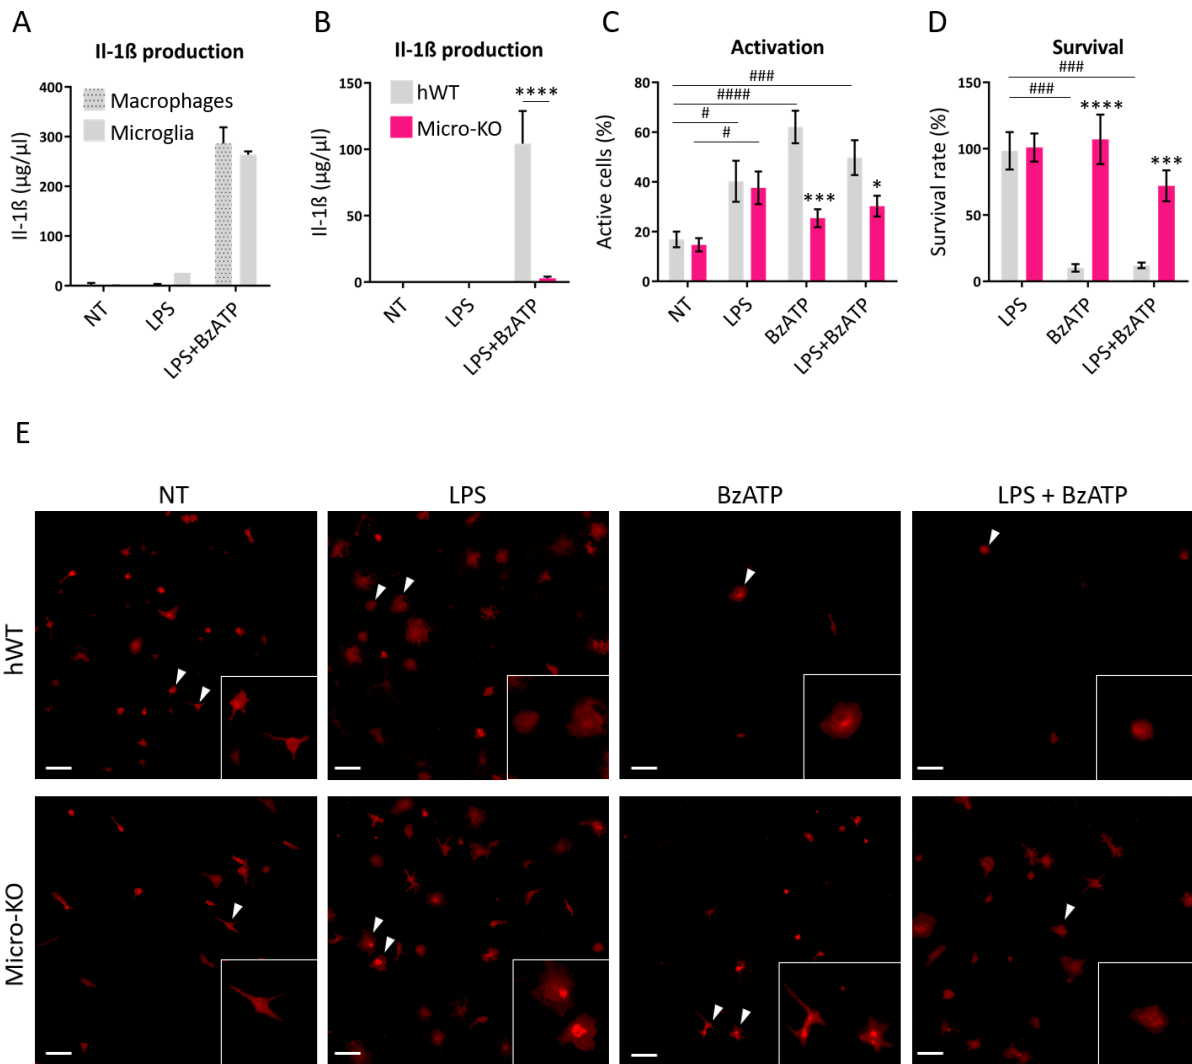 A
B
C
D
Il-1ß production
Il-1ß production
Activation
Survival
400
300
200
100
0
Il-1ß (µg/µl)
Macrophages
Microglia
NT
LPS
LPS+BzATP
150
100
50
0
Il-1ß (µg/µl)
hWT
Micro-KO
****
NT
LPS
LPS+BzATP
80
60
40
20
0
Active cells (%)
###
####
#
#
***
*
NT
LPS
BzATP
LPS+BzATP
150
100
50
0
Survival rate (%)
###
###
****
***
LPS
BzATP
LPS+BzATP
E
NT
LPS
BzATP
LPS + BzATP
hWT
Micro-KO